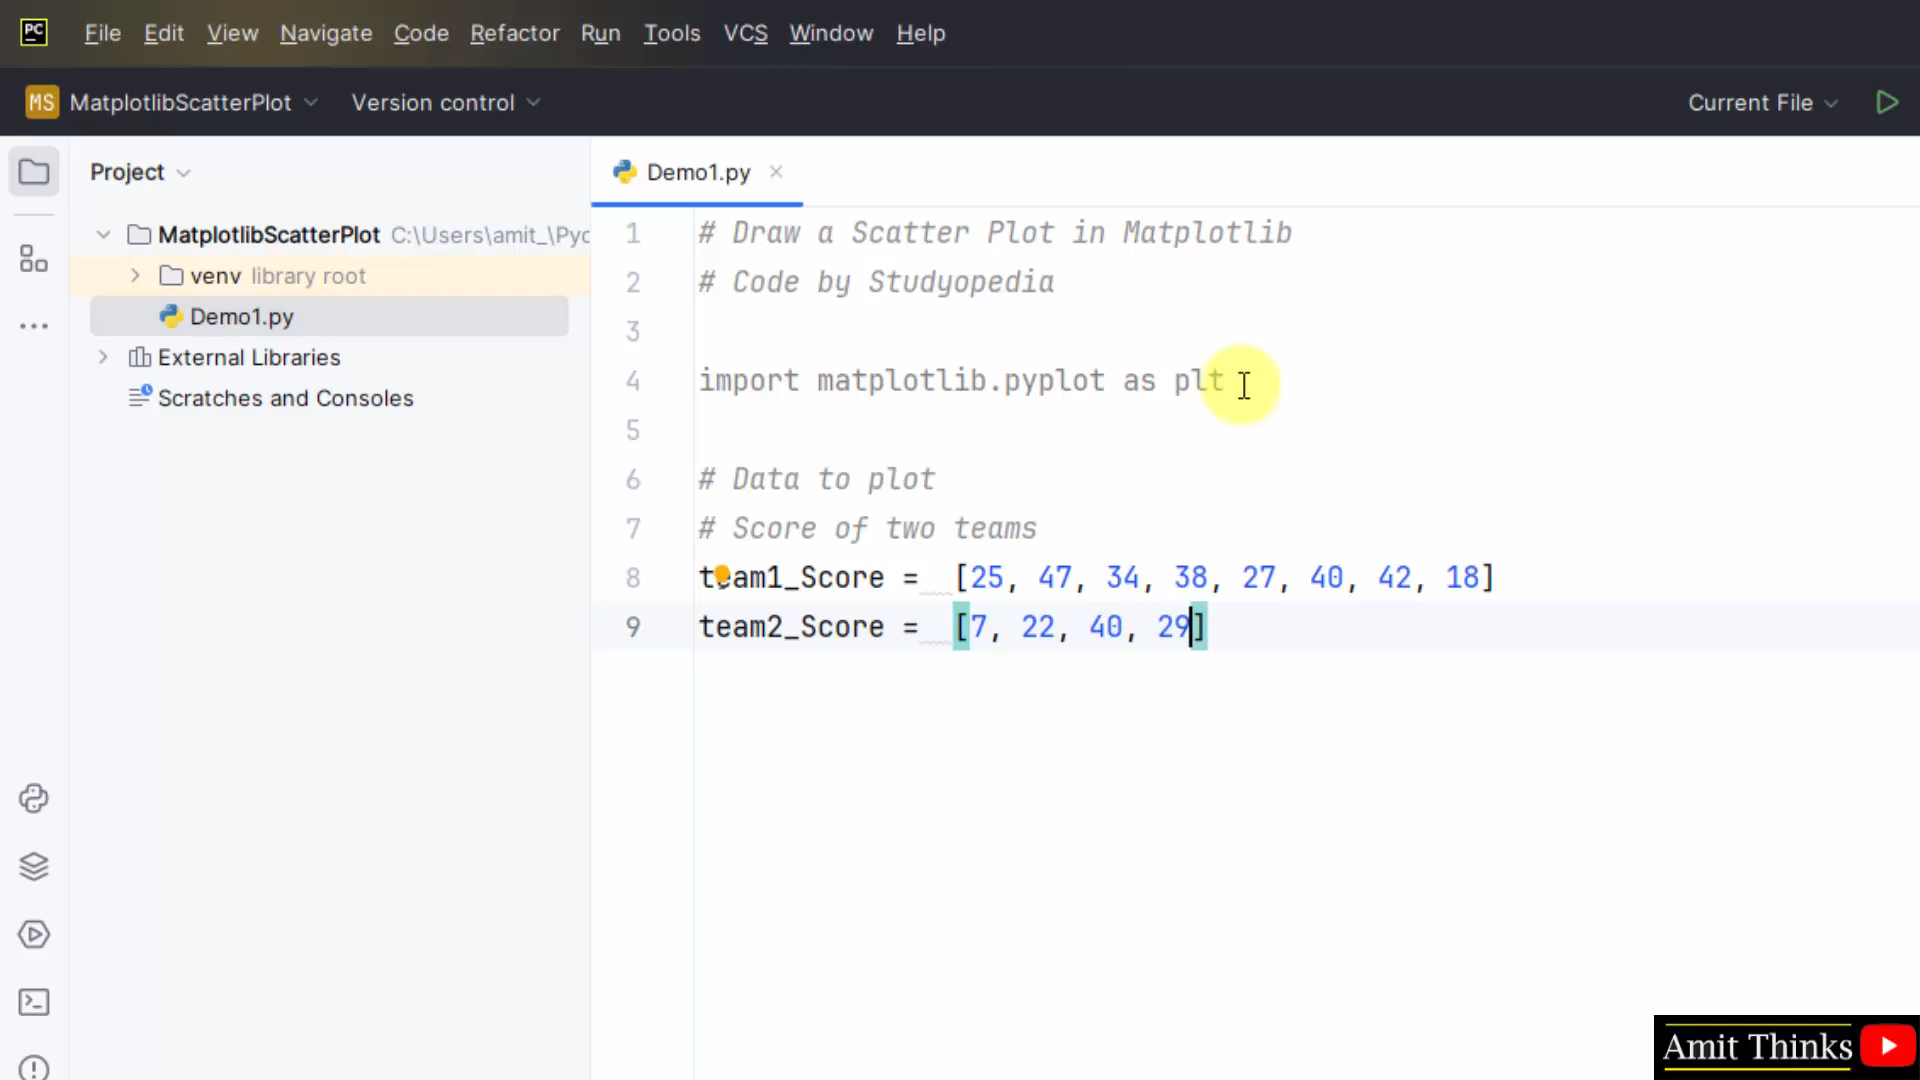 PC File Edit View Navigate Code Refactor Run Tools VCS Window Help
MS MatplotlibScatterPlot Version control Current File
Project
Demo1.py
MatplotlibScatterPlot C:\Users\amit_\Pyc
venv library root
Demo1.py
External Libraries
Scratches and Consoles
1 # Draw a Scatter Plot in Matplotlib
2 # Code by Studyopedia
3
4 import matplotlib.pyplot as plt
5
6 # Data to plot
7 # Score of two teams
8 team1_Score = [25, 47, 34, 38, 27, 40, 42, 18]
9 team2_Score = [7, 22, 40, 29]
Amit Thinks